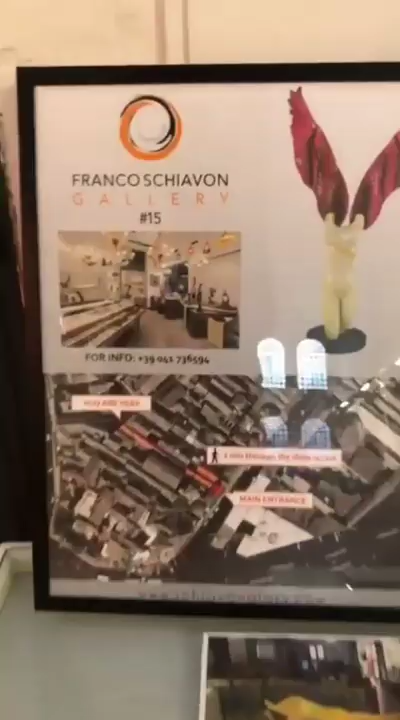 FRANCO SCHIAVON
GALLERY
#15
FOR INFO: +39 041 736594
YOU ARE HERE
MAIN ENTRANCE